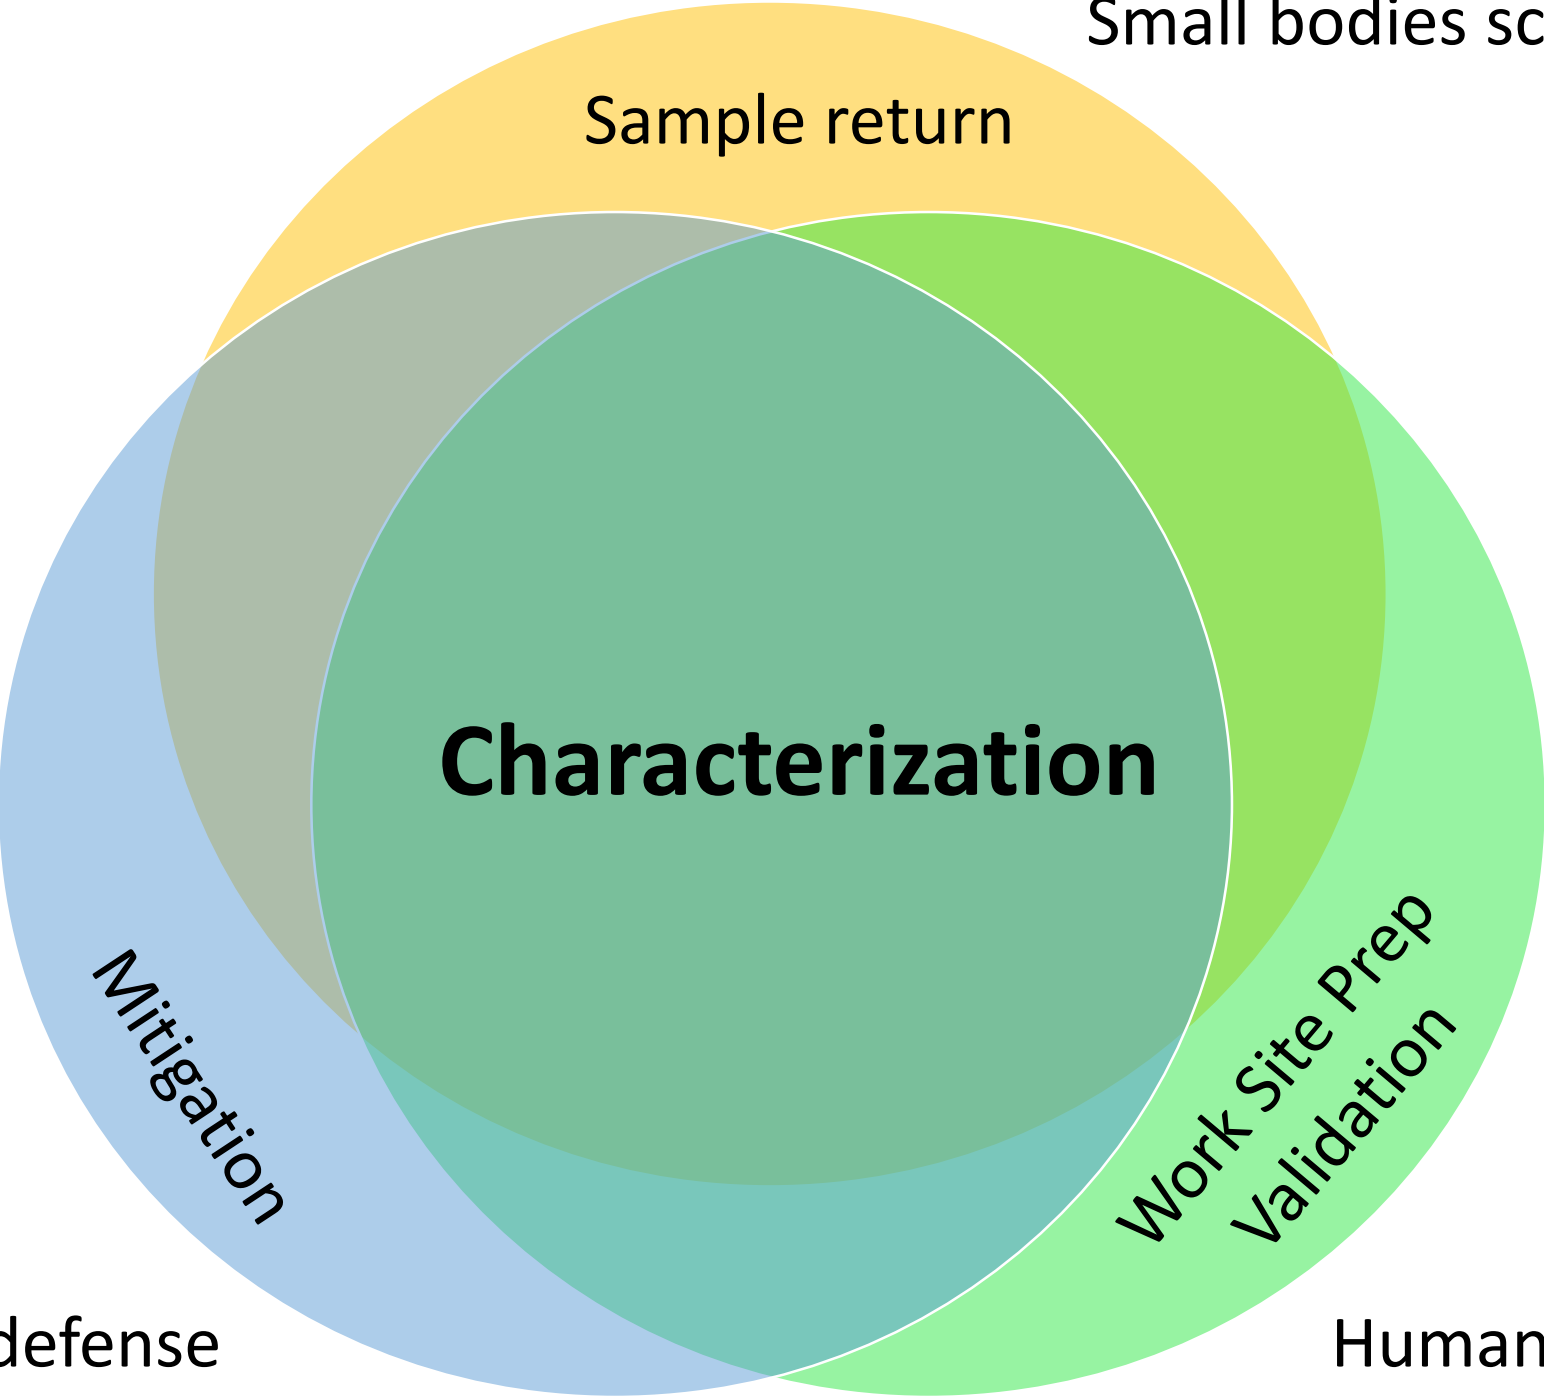 Small bodies sc
Sample return
Characterization
Mitigation
Work Site Prep
Validation
defense
Human